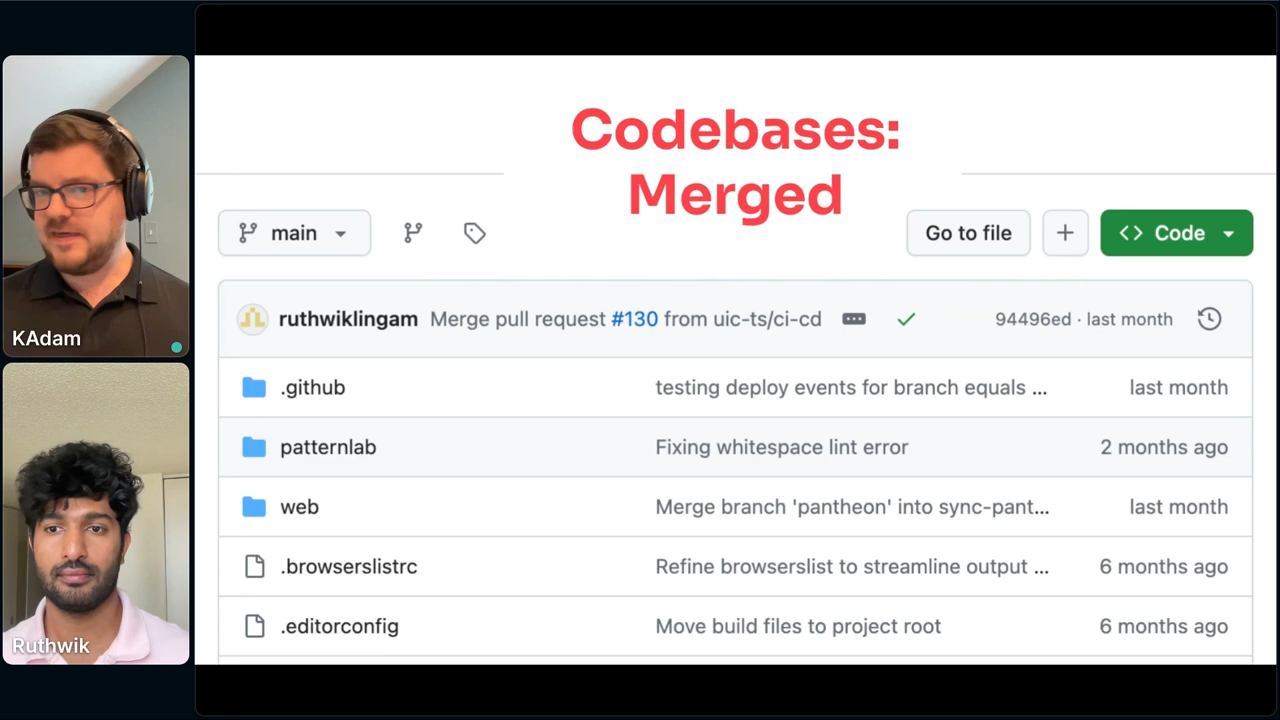 Codebases:
Merged
main
Go to file
Code
ruthwiklingam Merge pull request #130 from uic-ts/ci-cd 94496ed · last month
.github testing deploy events for branch equals ... last month
patternlab Fixing whitespace lint error 2 months ago
web Merge branch 'pantheon' into sync-pant... last month
.browserslistrc Refine browserslist to streamline output ... 6 months ago
.editorconfig Move build files to project root 6 months ago
KAdam
Ruthwik